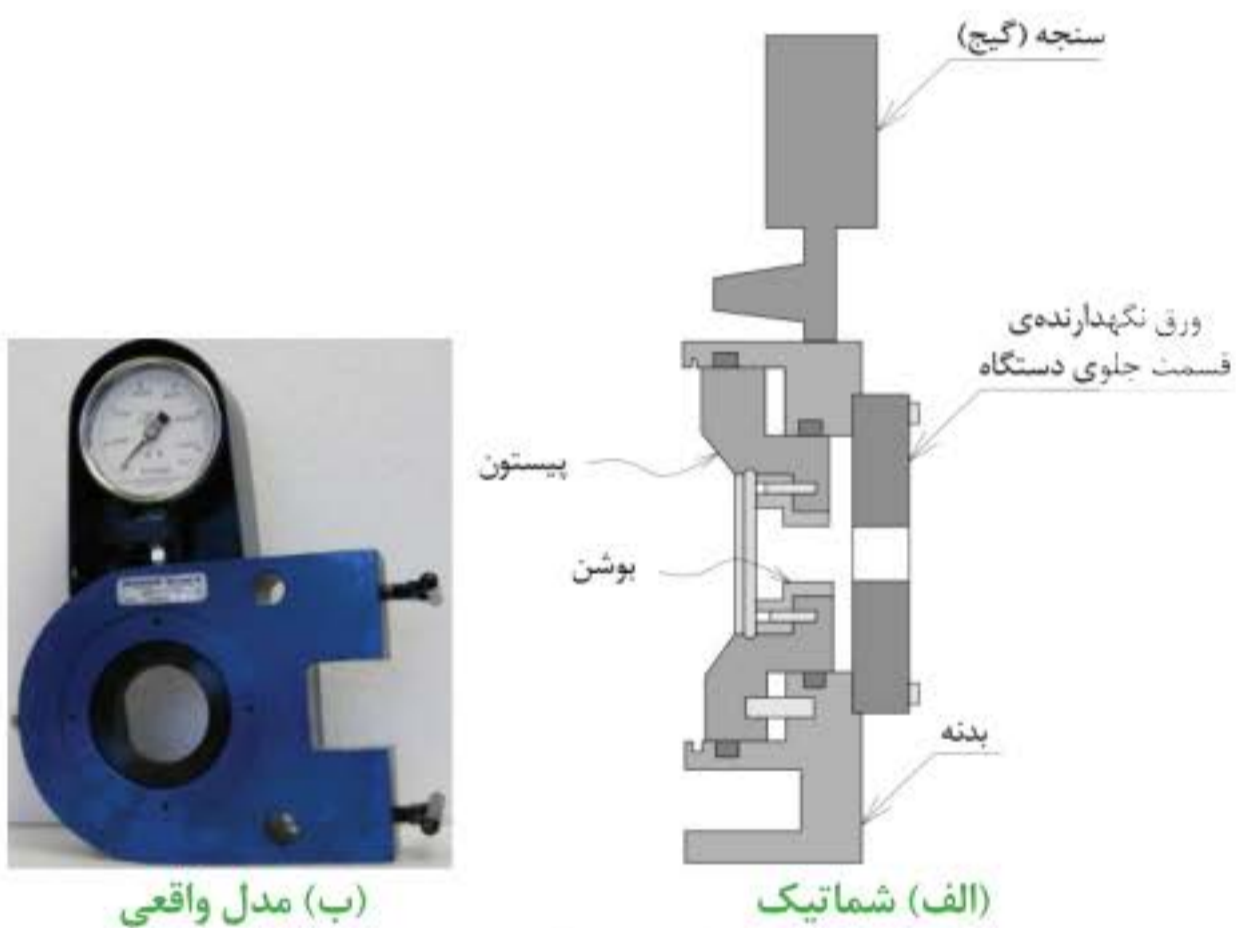 سنجه (گیج)
ورق نگهدارنده‌ی
قسمت جلوی دستگاه
پیستون
بوشن
بدنه
(الف) شماتیک
(ب) مدل واقعی